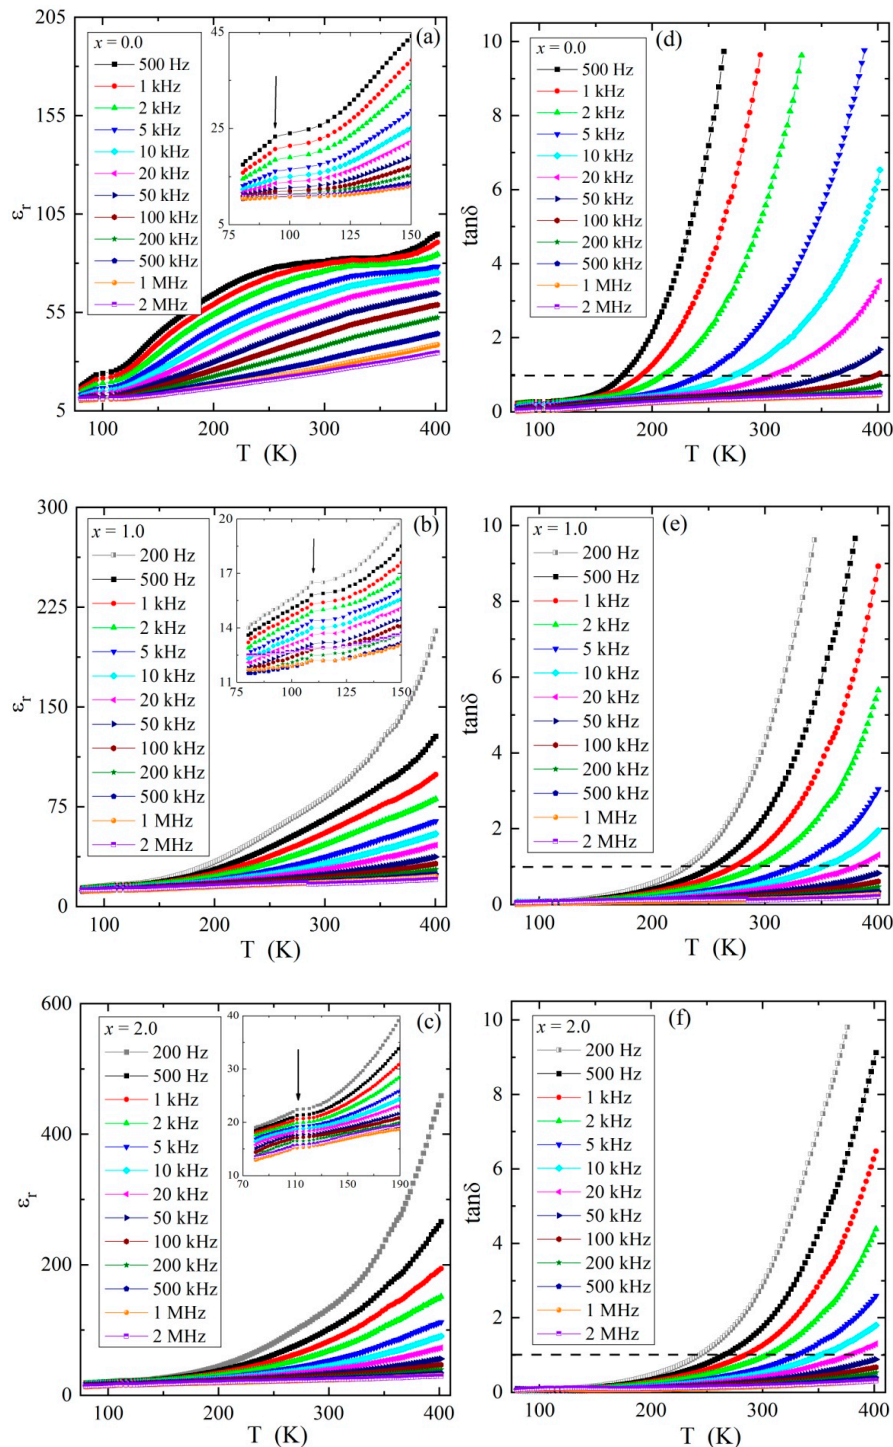 (a)
x = 0.0
500 Hz
1 kHz
2 kHz
5 kHz
10 kHz
20 kHz
50 kHz
100 kHz
200 kHz
500 kHz
1 MHz
2 MHz
205
155
105
55
5
εr
100 200 300 400
T (K)
45
25
5
75 100 125 150
(d)
x = 0.0
500 Hz
1 kHz
2 kHz
5 kHz
10 kHz
20 kHz
50 kHz
100 kHz
200 kHz
500 kHz
1 MHz
2 MHz
10
8
6
4
2
0
tanδ
100 200 300 400
T (K)
(b)
x = 1.0
200 Hz
500 Hz
1 kHz
2 kHz
5 kHz
10 kHz
20 kHz
50 kHz
100 kHz
200 kHz
500 kHz
1 MHz
2 MHz
300
225
150
75
0
εr
100 200 300 400
T (K)
20
18
16
14
12
11
75 100 125 150
(e)
x = 1.0
200 Hz
500 Hz
1 kHz
2 kHz
5 kHz
10 kHz
20 kHz
50 kHz
100 kHz
200 kHz
500 kHz
1 MHz
2 MHz
10
8
6
4
2
0
tanδ
100 200 300 400
T (K)
(c)
x = 2.0
200 Hz
500 Hz
1 kHz
2 kHz
5 kHz
10 kHz
20 kHz
50 kHz
100 kHz
200 kHz
500 kHz
1 MHz
2 MHz
600
400
200
0
εr
100 200 300 400
T (K)
40
30
20
10
70 110 150 190
(f)
x = 2.0
200 Hz
500 Hz
1 kHz
2 kHz
5 kHz
10 kHz
20 kHz
50 kHz
100 kHz
200 kHz
500 kHz
1 MHz
2 MHz
10
8
6
4
2
0
tanδ
100 200 300 400
T (K)